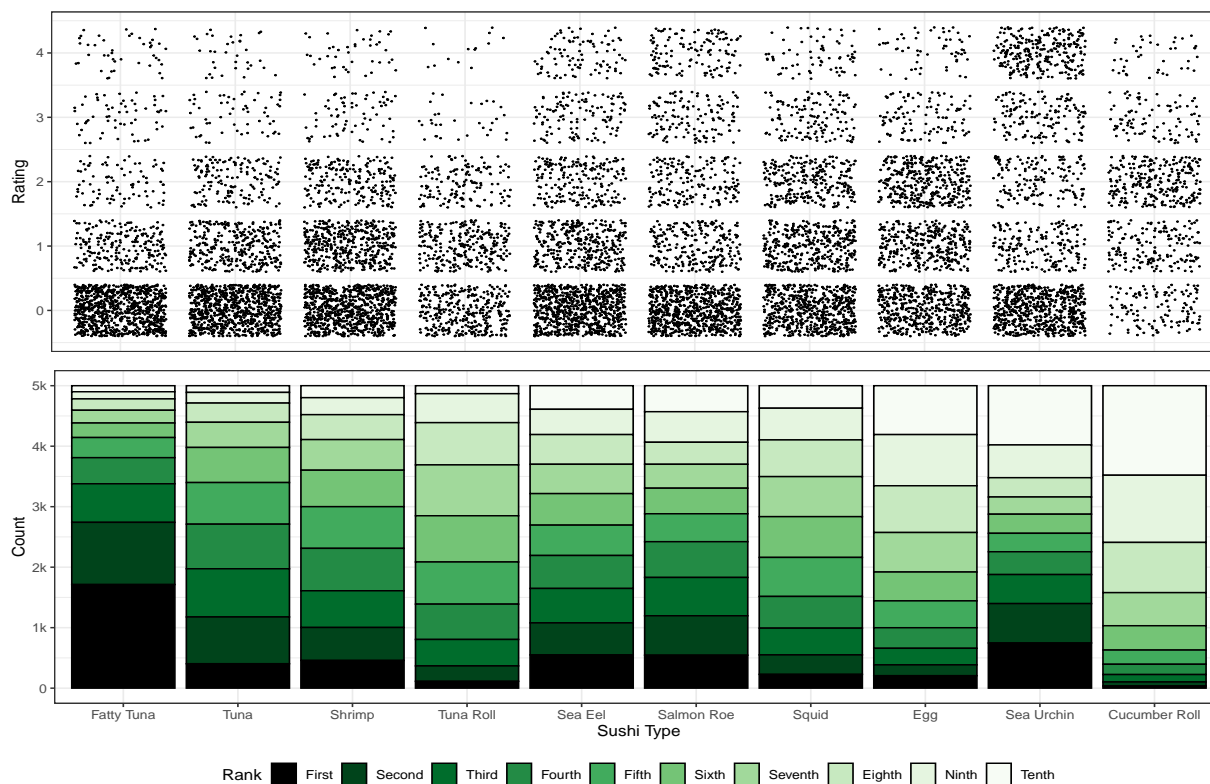 Rating
4
3
2
1
0
Count
5k
4k
3k
2k
1k
0
Fatty Tuna Tuna Shrimp Tuna Roll Sea Eel Salmon Roe Squid Egg Sea Urchin Cucumber Roll
Sushi Type
Rank First Second Third Fourth Fifth Sixth Seventh Eighth Ninth Tenth